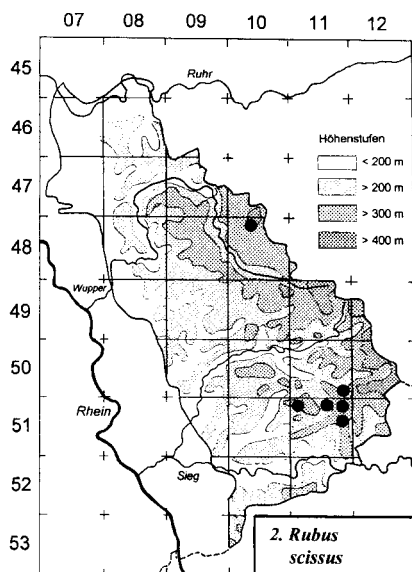 07 08 09 10 11 12
45
Ruhr
46
Höhenstufen
< 200 m
47
> 200 m
> 300 m
48
> 400 m
Wupper
49
50
Rhein
51
Sieg
52
2. Rubus
scissus
53